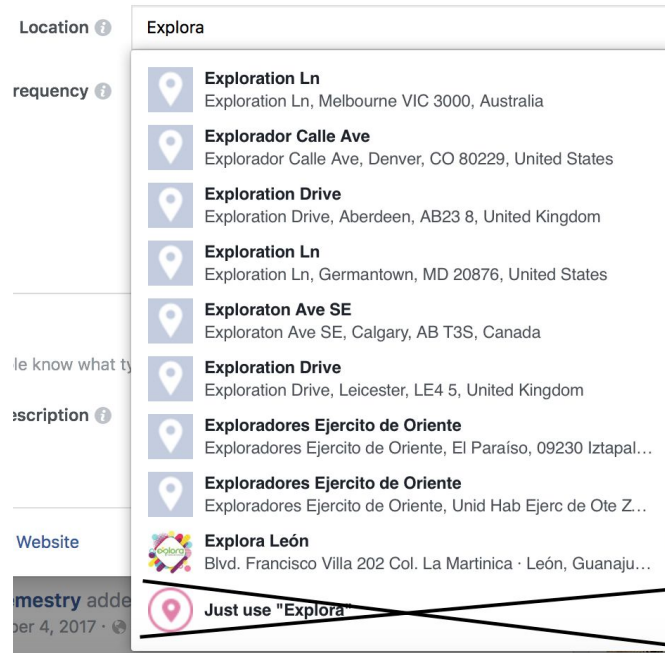 Location
Explora
requency
Exploration Ln
Exploration Ln, Melbourne VIC 3000, Australia
Explorador Calle Ave
Explorador Calle Ave, Denver, CO 80229, United States
Exploration Drive
Exploration Drive, Aberdeen, AB23 8, United Kingdom
Exploration Ln
Exploration Ln, Germantown, MD 20876, United States
Exploraton Ave SE
Exploraton Ave SE, Calgary, AB T3S, Canada
le know what ty
Exploration Drive
Exploration Drive, Leicester, LE4 5, United Kingdom
escription
Exploradores Ejercito de Oriente
Exploradores Ejercito de Oriente, El Paraíso, 09230 Iztapal...
Exploradores Ejercito de Oriente
Exploradores Ejercito de Oriente, Unid Hab Ejerc de Ote Z...
Website
explora
Explora León
Blvd. Francisco Villa 202 Col. La Martinica · León, Guanaju...
mestry adde
ber 4, 2017 ·
Just use "Explora"